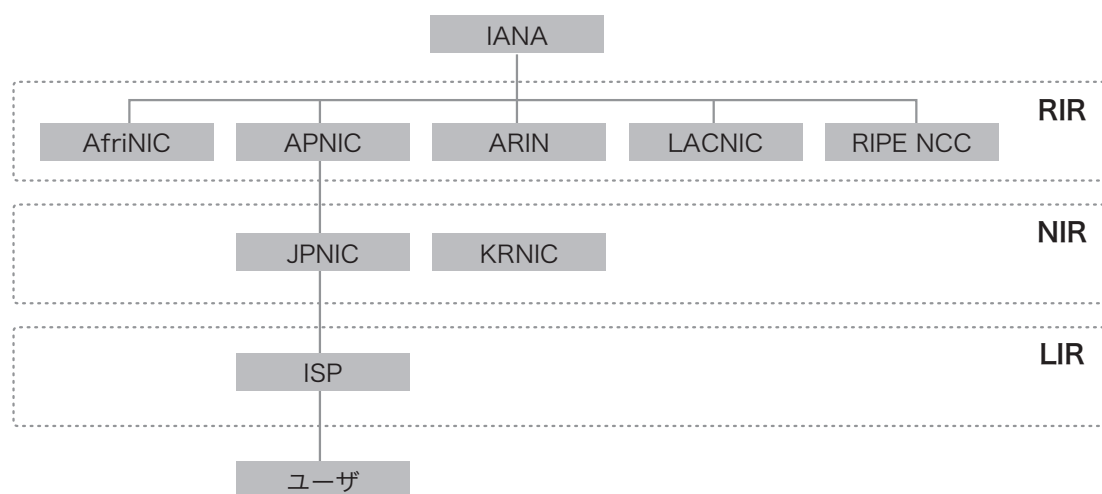 IANA
RIR
AfriNIC
APNIC
ARIN
LACNIC
RIPE NCC
NIR
JPNIC
KRNIC
LIR
ISP
ユーザ